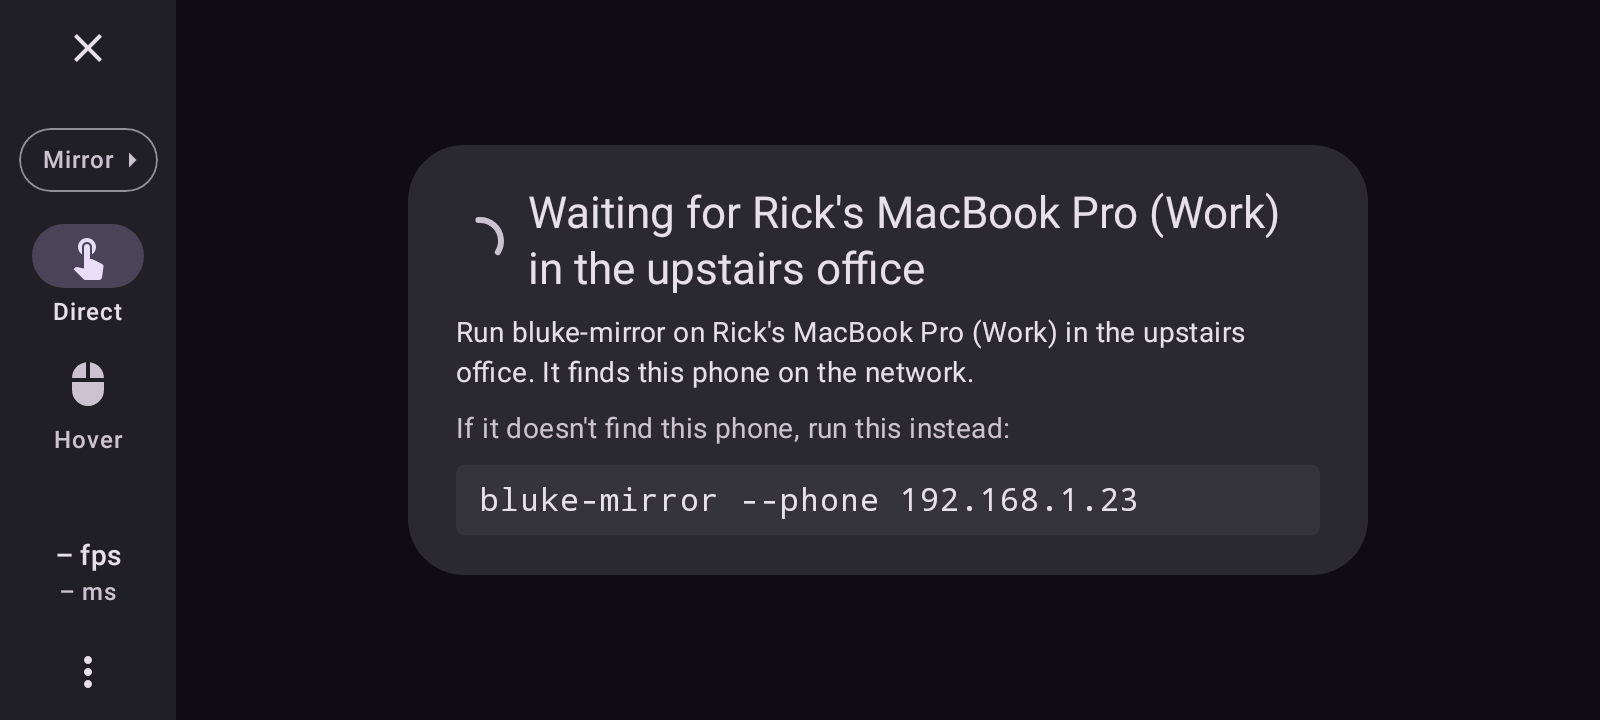 Mirror
Direct
Hover
– fps
– ms
Waiting for Rick's MacBook Pro (Work)
in the upstairs office
Run bluke-mirror on Rick's MacBook Pro (Work) in the upstairs
office. It finds this phone on the network.
If it doesn't find this phone, run this instead:
bluke-mirror --phone 192.168.1.23